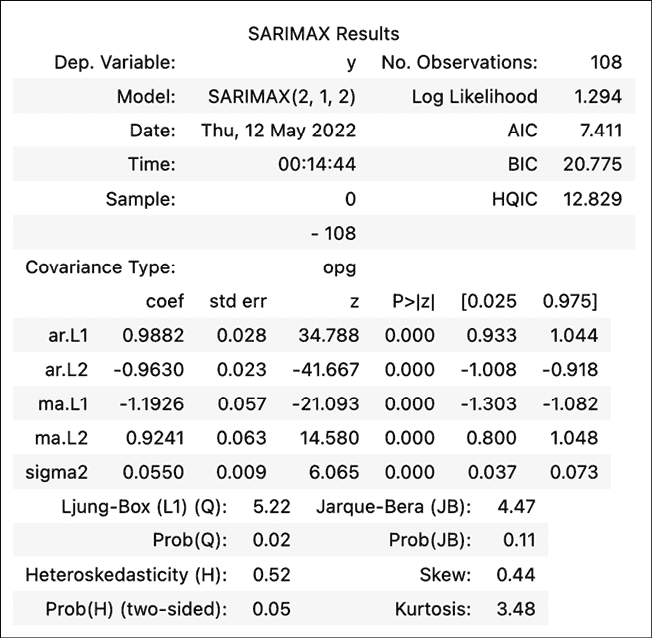 SARIMAX Results
Dep. Variable: y No. Observations: 108
Model: SARIMAX(2, 1, 2) Log Likelihood 1.294
Date: Thu, 12 May 2022 AIC 7.411
Time: 00:14:44 BIC 20.775
Sample: 0 HQIC 12.829
- 108
Covariance Type: opg
coef std err z P>|z| [0.025 0.975]
ar.L1 0.9882 0.028 34.788 0.000 0.933 1.044
ar.L2 -0.9630 0.023 -41.667 0.000 -1.008 -0.918
ma.L1 -1.1926 0.057 -21.093 0.000 -1.303 -1.082
ma.L2 0.9241 0.063 14.580 0.000 0.800 1.048
sigma2 0.0550 0.009 6.065 0.000 0.037 0.073
Ljung-Box (L1) (Q): 5.22 Jarque-Bera (JB): 4.47
Prob(Q): 0.02 Prob(JB): 0.11
Heteroskedasticity (H): 0.52 Skew: 0.44
Prob(H) (two-sided): 0.05 Kurtosis: 3.48